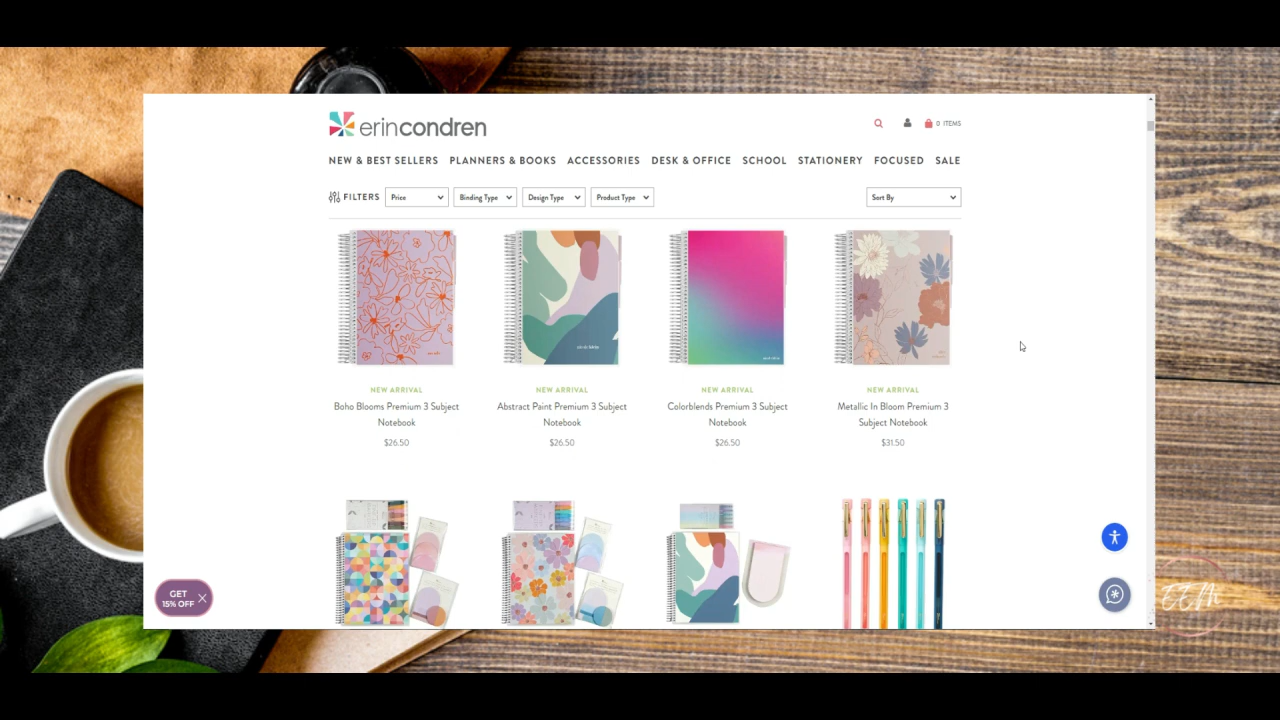 erincondren
0 ITEMS
NEW & BEST SELLERS PLANNERS & BOOKS ACCESSORIES DESK & OFFICE SCHOOL STATIONERY FOCUSED SALE
FILTERS Price Binding Type Design Type Product Type Sort By
NEW ARRIVAL NEW ARRIVAL NEW ARRIVAL NEW ARRIVAL
Boho Blooms Premium 3 Subject Abstract Paint Premium 3 Subject Colorblends Premium 3 Subject Metallic In Bloom Premium 3
Notebook Notebook Notebook Subject Notebook
$26.50 $26.50 $26.50 $31.50
GET
15% OFF